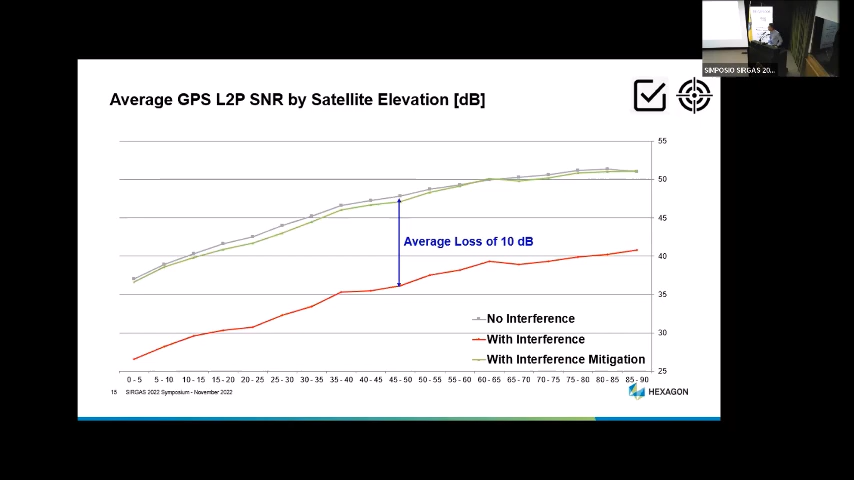 SIMPOSIO SIRGAS 20...
Average GPS L2P SNR by Satellite Elevation [dB]
55
50
45
40
35
30
25
Average Loss of 10 dB
No Interference
With Interference
With Interference Mitigation
0 - 5 5 - 10 10 - 15 15 - 20 20 - 25 25 - 30 30 - 35 35 - 40 40 - 45 45 - 50 50 - 55 55 - 60 60 - 65 65 - 70 70 - 75 75 - 80 80 - 85 85 - 90
15 SIRGAS 2022 Symposium - November 2022
HEXAGON